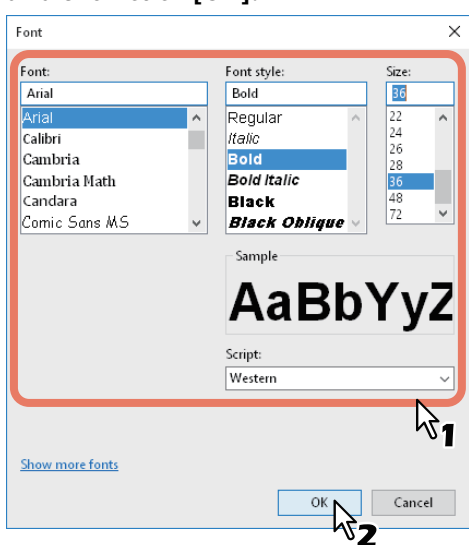 Font
Font:
Arial
Arial
Calibri
Cambria
Cambria Math
Candara
Comic Sans MS
Font style:
Bold
Regular
Italic
Bold
Bold Italic
Black
Black Oblique
Size:
36
22
24
26
28
36
48
72
Sample
AaBbYyZ
Script:
Western
1
Show more fonts
OK
Cancel
2